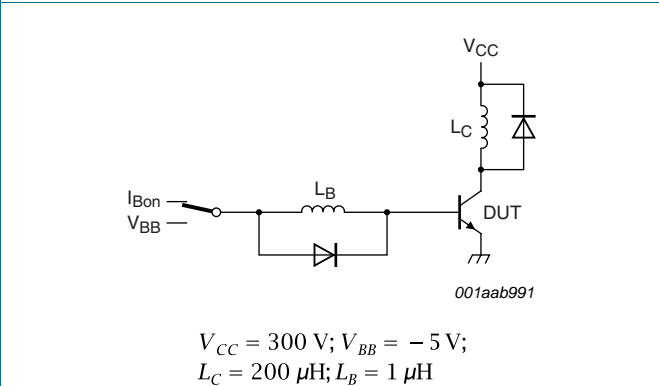 VCC
LC
LB
IBon
VBB
DUT
001aab991
VCC = 300 V; VBB = − 5 V;
LC = 200 μH; LB = 1 μH